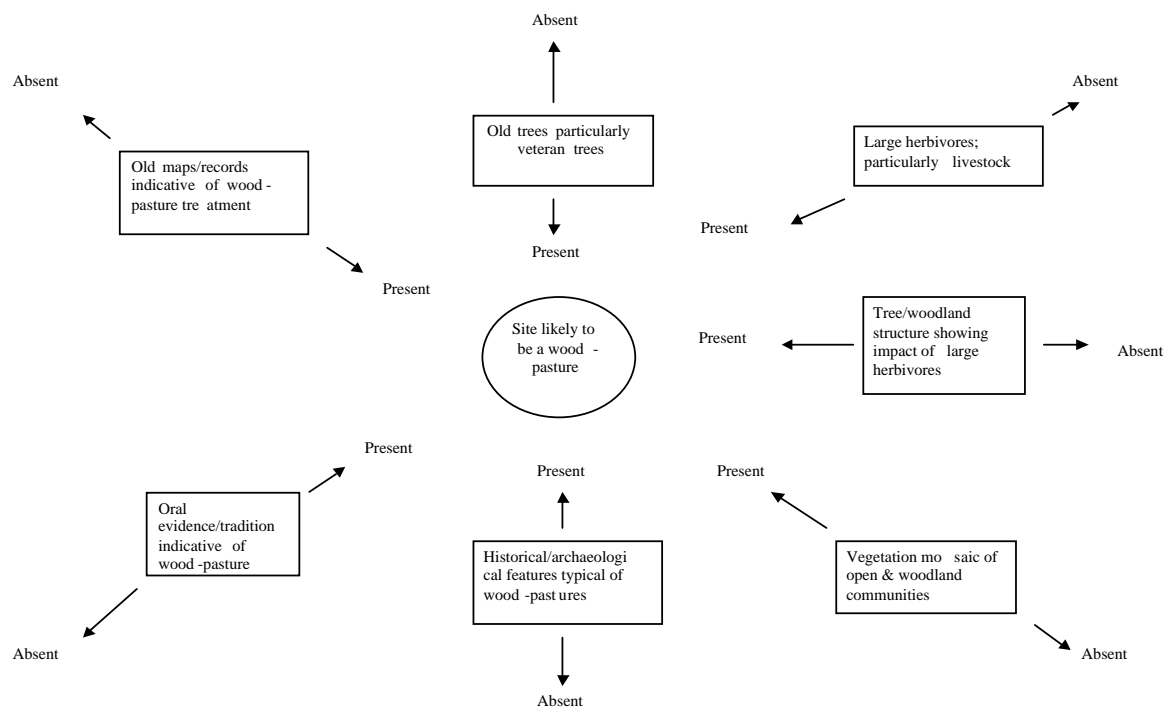 Absent
Absent
Absent
Old trees particularly
veteran trees
Large herbivores;
particularly livestock
Old maps/records
indicative of wood -
pasture tre atment
Present
Present
Present
Site likely to
be a wood -
pasture
Present
Tree/woodland
structure showing
impact of large
herbivores
Absent
Present
Present
Present
Oral
evidence/tradition
indicative of
wood -pasture
Historical/archaeologi
cal features typical of
wood -past ures
Vegetation mo saic of
open & woodland
communities
Absent
Absent
Absent